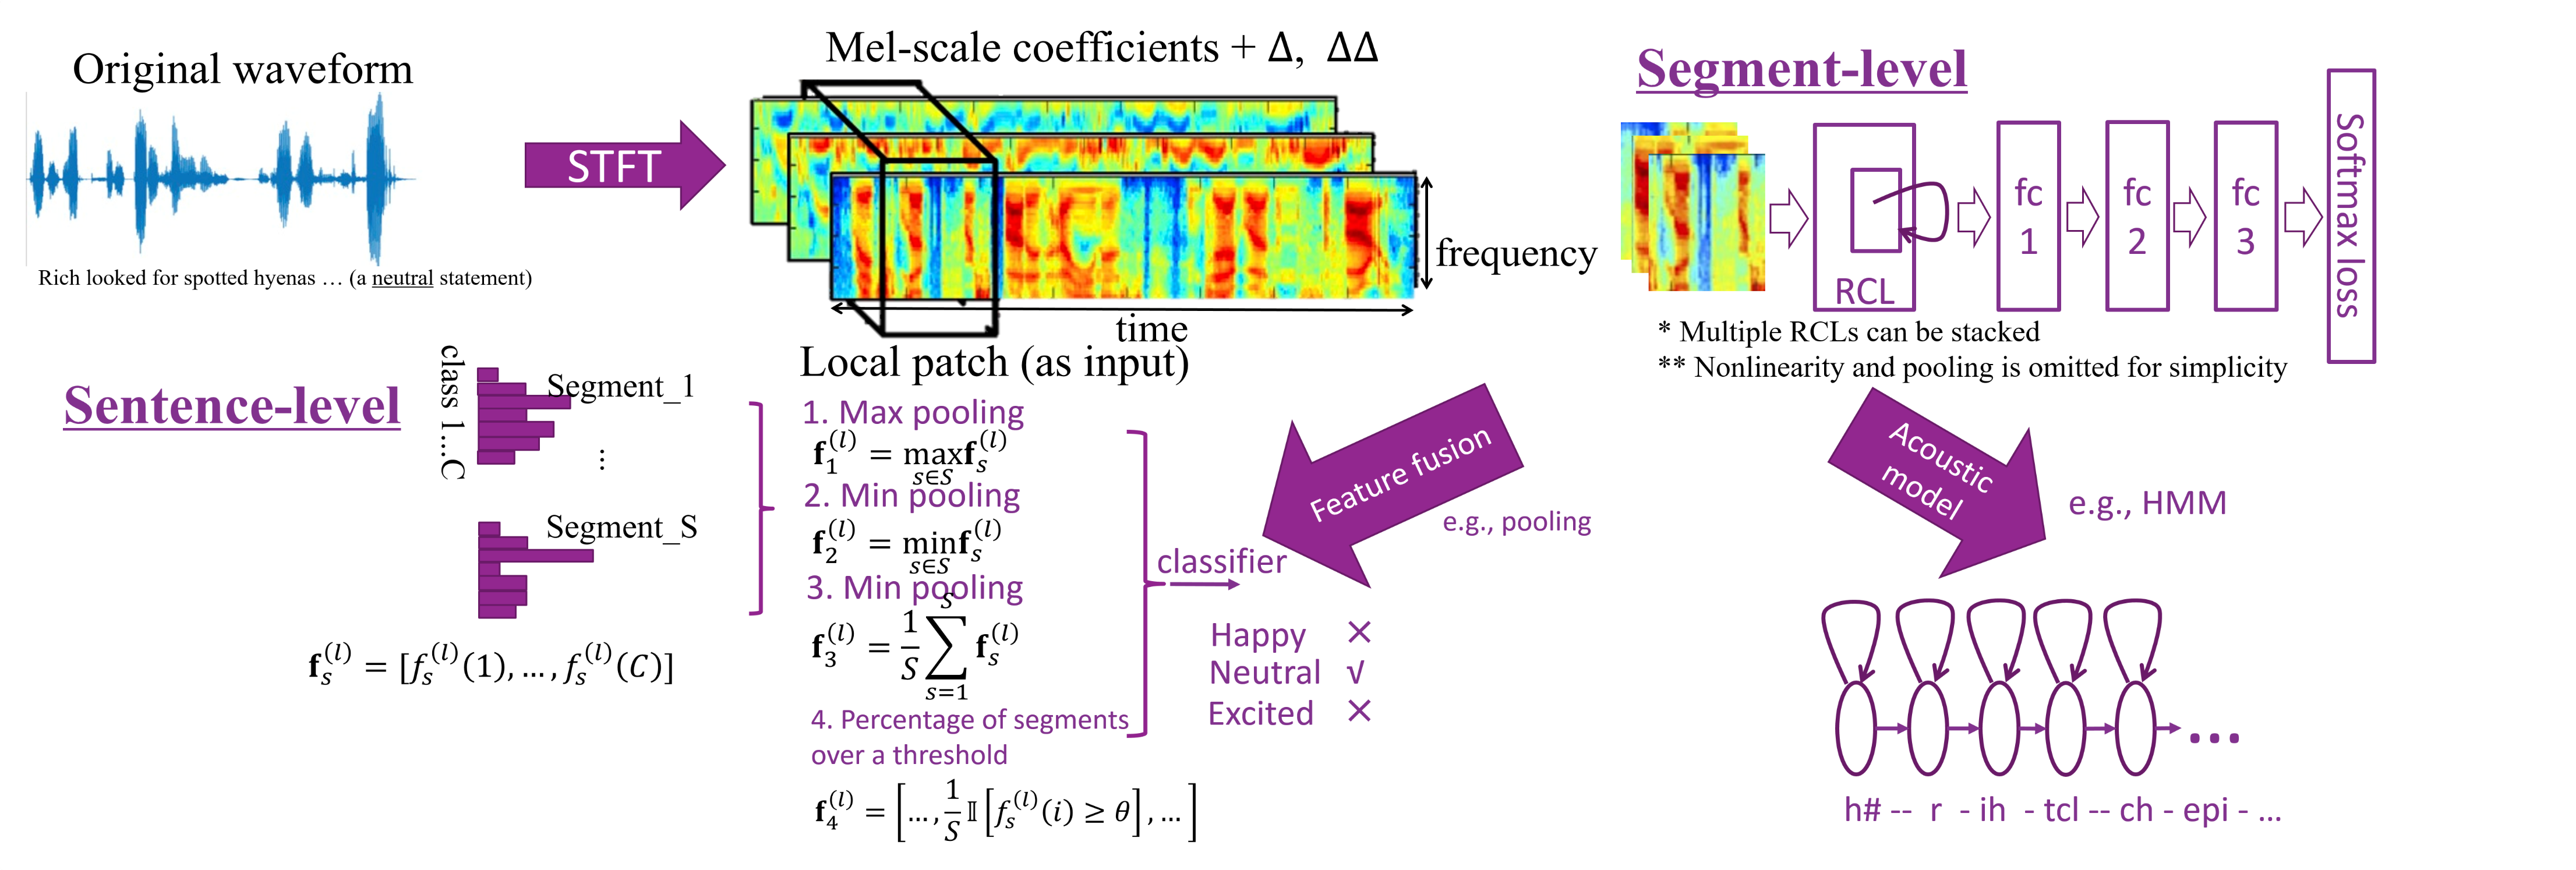 Original waveform
Rich looked for spotted hyenas … (a neutral statement)
STFT
Mel-scale coefficients + Δ, ΔΔ
frequency
time
Local patch (as input)
Segment-level
RCL
fc
1
fc
2
fc
3
Softmax loss
* Multiple RCLs can be stacked
** Nonlinearity and pooling is omitted for simplicity
Sentence-level
class 1...C
Segment_1
⋮
Segment_S
𝐟_s^(l) = [f_s^(l)(1), … , f_s^(l)(C)]
1. Max pooling
𝐟_1^(l) = max_{s∈S} 𝐟_s^(l)
2. Min pooling
𝐟_2^(l) = min_{s∈S} 𝐟_s^(l)
3. Min pooling
𝐟_3^(l) = 1/S ∑_{s=1}^{S} 𝐟_s^(l)
4. Percentage of segments
over a threshold
𝐟_4^(l) = [… , 1/S 𝕀[f_s^(l)(i) ≥ θ], …]
classifier
Feature fusion
e.g., pooling
Happy ×
Neutral √
Excited ×
Acoustic
model
e.g., HMM
...
h# -- r - ih - tcl -- ch - epi - ...